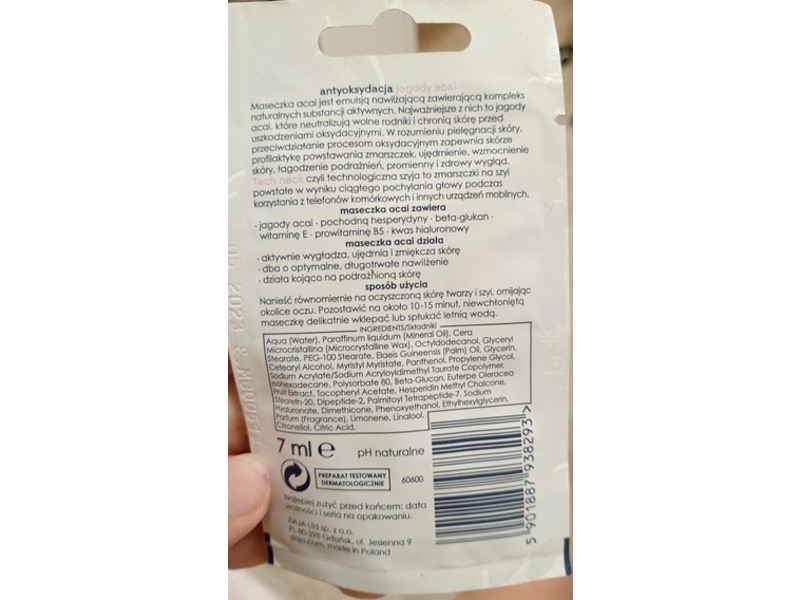 antyoksydacja jagody acai
Maseczka acai jest emulsją nawilżającą zawierającą kompleks
naturalnych substancji aktywnych. Najważniejsze z nich to jagody
acai, które neutralizują wolne rodniki i chronią skórę przed
uszkodzeniami oksydacyjnymi. W rozumieniu pielęgnacji skóry,
przeciwdziałanie procesom oksydacyjnym zapewnia skórze
profilaktykę powstawania zmarszczek, ujędrnienie, wzmocnienie
skóry, łagodzenie podrażnień, promienny i zdrowy wygląd.
Tech neck czyli technologiczna szyja to zmarszczki na szyi
powstałe w wyniku ciągłego pochylania głowy podczas
korzystania z telefonów komórkowych i innych urządzeń mobilnych.
maseczka acai zawiera
· jagody acai · pochodną hesperydyny · beta-glukan ·
witaminę E · prowitaminę B5 · kwas hialuronowy
maseczka acai działa
· aktywnie wygładza, ujędrnia i zmiękcza skórę
· dba o optymalne, długotrwałe nawilżenie
· działa kojąco na podrażnioną skórę
sposób użycia
Nanieść równomiernie na oczyszczoną skórę twarzy i szyi, omijając
okolice oczu. Pozostawić na około 10-15 minut, niewchłoniętą
maseczkę delikatnie wklepać lub spłukać letnią wodą.
INGREDIENTS/Składniki
Aqua (Water), Paraffinum liquidum (Mineral Oil), Cera
Microcristallina (Microcrystalline Wax), Octyldodecanol, Glyceryl
Stearate, PEG-100 Stearate, Elaeis Guineensis (Palm) Oil, Glycerin,
Cetearyl Alcohol, Myristyl Myristate, Panthenol, Propylene Glycol,
Sodium Acrylate/Sodium Acryloyldimethyl Taurate Copolymer,
Isohexadecane, Polysorbate 80, Beta-Glucan, Euterpe Oleracea
Fruit Extract, Tocopheryl Acetate, Hesperidin Methyl Chalcone,
Steareth-20, Dipeptide-2, Palmitoyl Tetrapeptide-7, Sodium
Hyaluronate, Dimethicone, Phenoxyethanol, Ethylhexylglycerin,
Parfum (Fragrance), Limonene, Linalool,
Citronellol, Citric Acid.
7 ml e
pH naturalne
PREPARAT TESTOWANY
DERMATOLOGICZNIE
60600
Najlepiej zużyć przed końcem: data
ważności i seria na opakowaniu.
ZIAJA Ltd sp. z o.o.
PL-80-298 Gdańsk, ul. Jesienna 9
ziaja.com, made in Poland
5 901887 938293 >